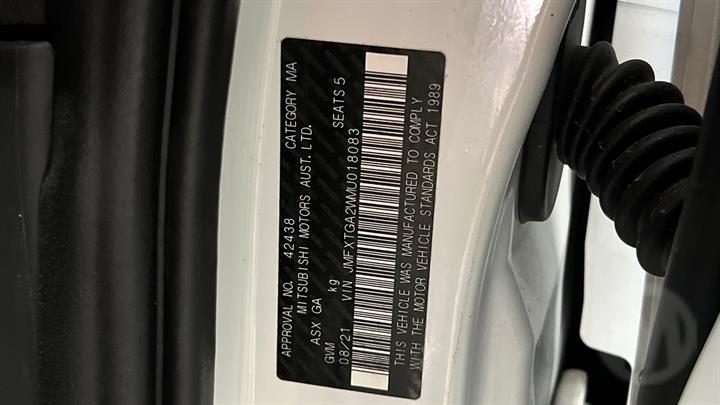 APPROVAL NO. 42438 CATEGORY MA
MITSUBISHI MOTORS AUST. LTD.
ASX GA
GVM kg SEATS 5
08/21 VIN JMFXTGA2WMU018083
THIS VEHICLE WAS MANUFACTURED TO COMPLY
WITH THE MOTOR VEHICLE STANDARDS ACT 1989